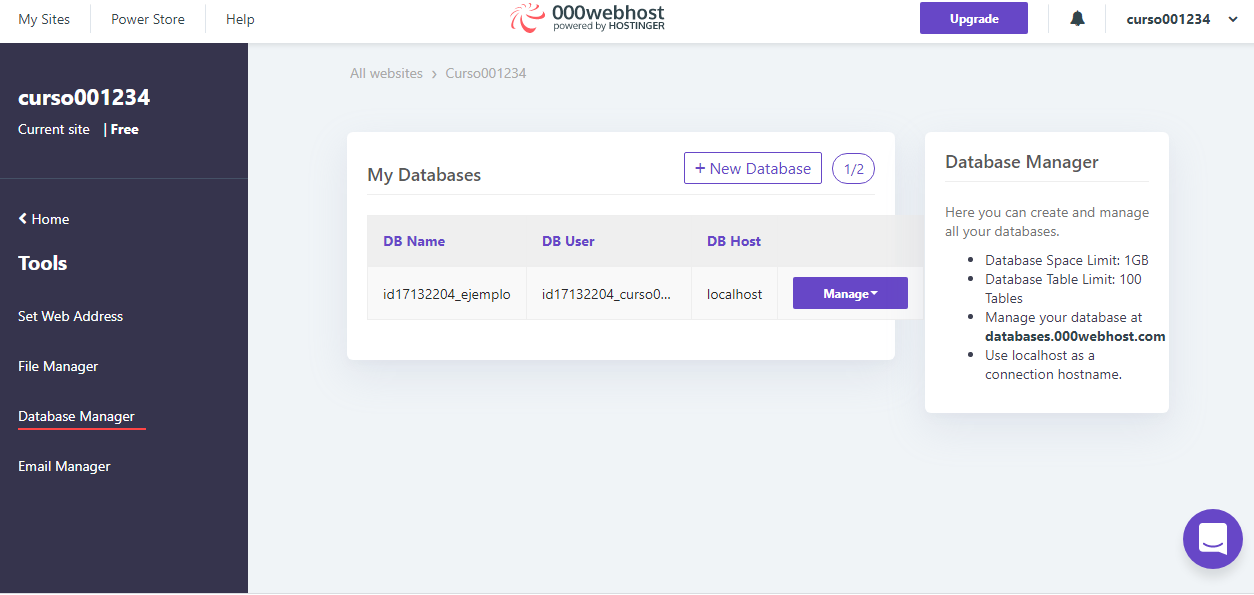 My Sites
Power Store
Help
000webhost
powered by HOSTINGER
Upgrade
curso001234
curso001234
Current site | Free
Home
Tools
Set Web Address
File Manager
Database Manager
Email Manager
All websites › Curso001234
My Databases
+ New Database
1/2
DB Name DB User DB Host
id17132204_ejemplo id17132204_curso0... localhost Manage
Database Manager
Here you can create and manage
all your databases.
• Database Space Limit: 1GB
• Database Table Limit: 100
Tables
• Manage your database at
databases.000webhost.com
• Use localhost as a
connection hostname.